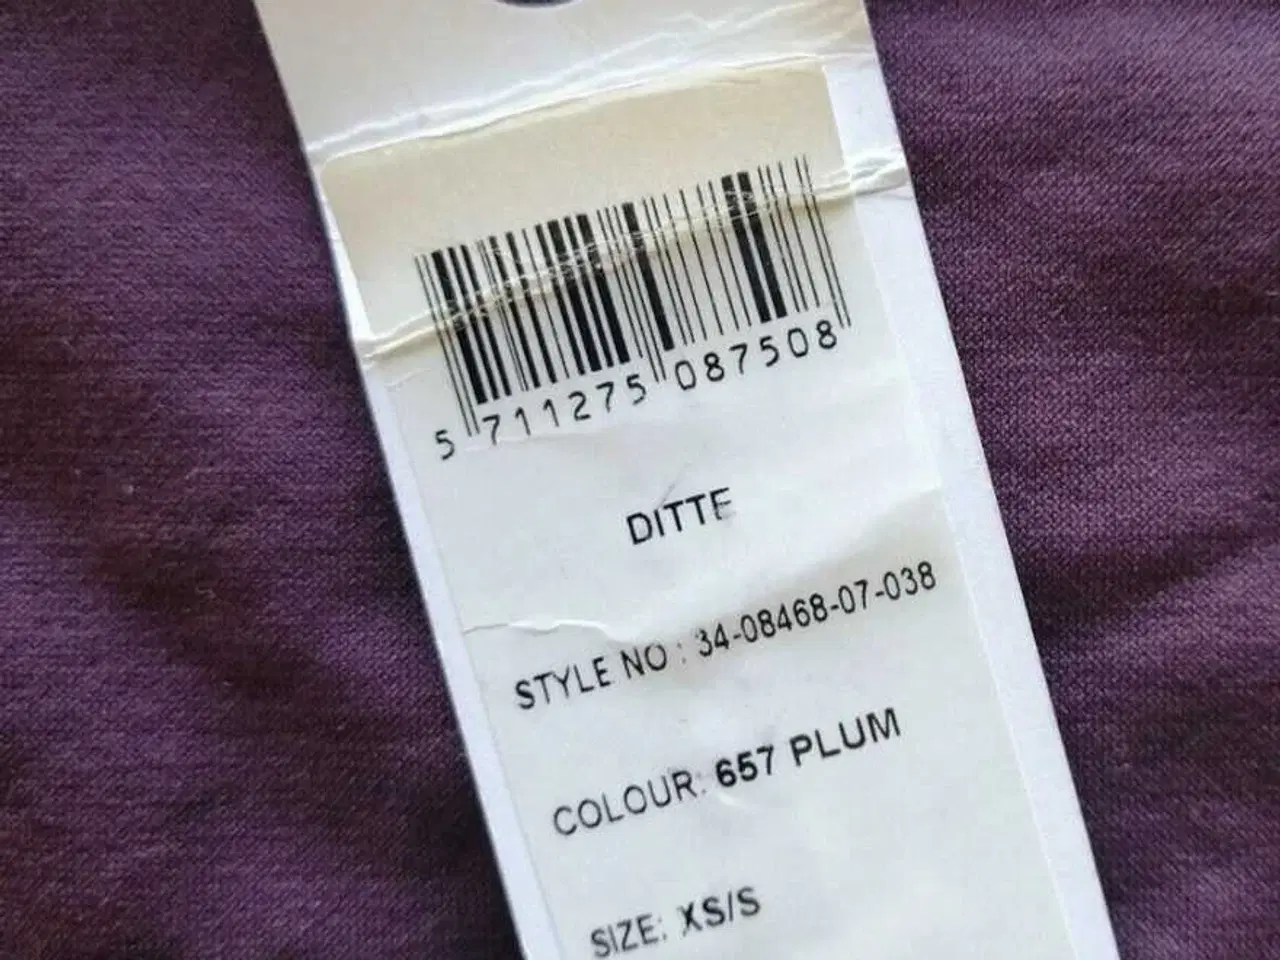 5 711275 087508
DITTE
STYLE NO : 34-08468-07-038
COLOUR: 657 PLUM
SIZE: XS/S